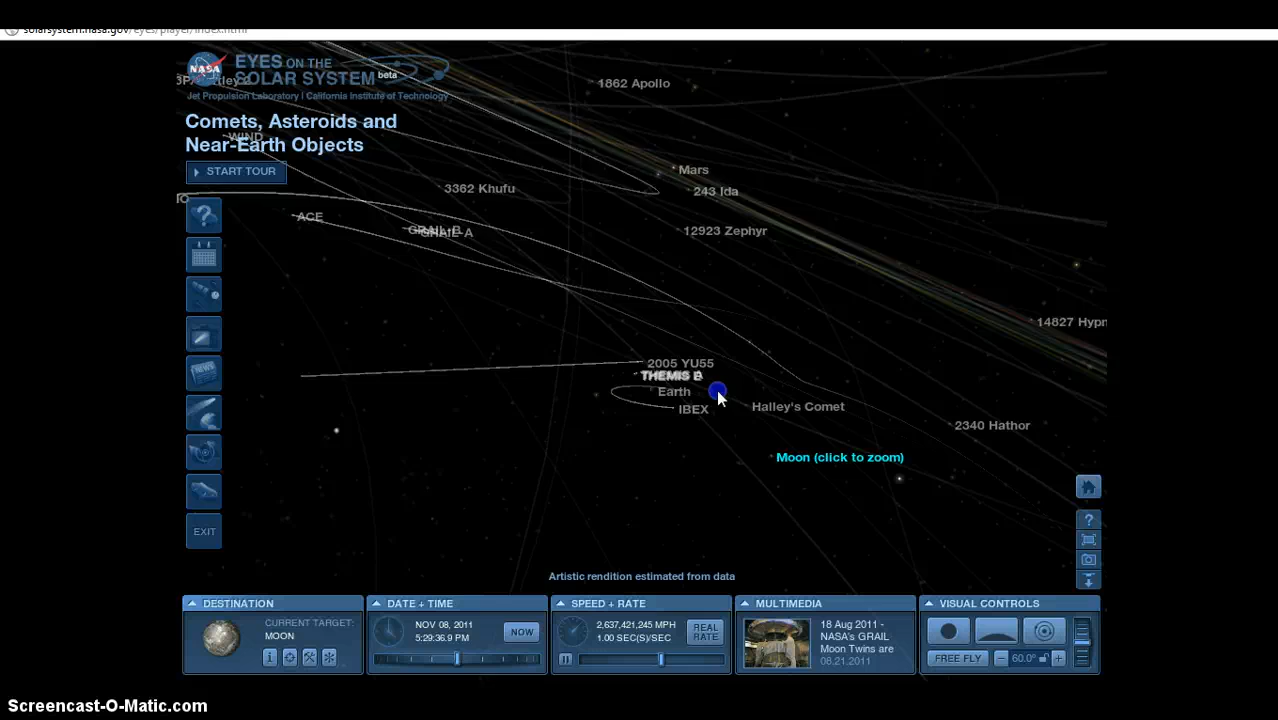 solarsystem.nasa.gov/eyes/player/index.html
NASA
EYES ON THE
SOLAR SYSTEM beta
Jet Propulsion Laboratory | California Institute of Technology
Comets, Asteroids and
Near-Earth Objects
START TOUR
WIND
1862 Apollo
Mars
243 Ida
3362 Khufu
ACE
GRAIL-B
GRAIL-A
12923 Zephyr
14827 Hypn
2005 YU55
THEMIS
Earth
IBEX
Halley's Comet
2340 Hathor
Moon (click to zoom)
?
EXIT
?
Artistic rendition estimated from data
DESTINATION
CURRENT TARGET:
MOON
i
DATE + TIME
NOV 08, 2011
5:29:36.9 PM
NOW
SPEED + RATE
2,637,421,245 MPH
1.00 SEC(S)/SEC
REAL
RATE
MULTIMEDIA
18 Aug 2011 -
NASA's GRAIL
Moon Twins are
08.21.2011
VISUAL CONTROLS
FREE FLY
60.0°
Screencast-O-Matic.com